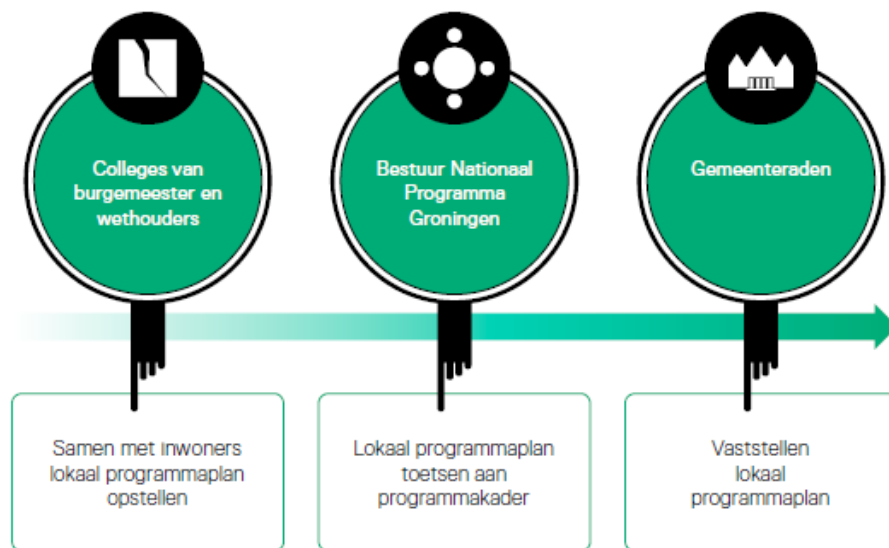 Colleges van
burgemeester en
wethouders
Bestuur Nationaal
Programma
Groningen
Gemeenteraden
Samen met inwoners
lokaal programmaplan
opstellen
Lokaal programmaplan
toetsen aan
programmakader
Vaststellen
lokaal
programmaplan